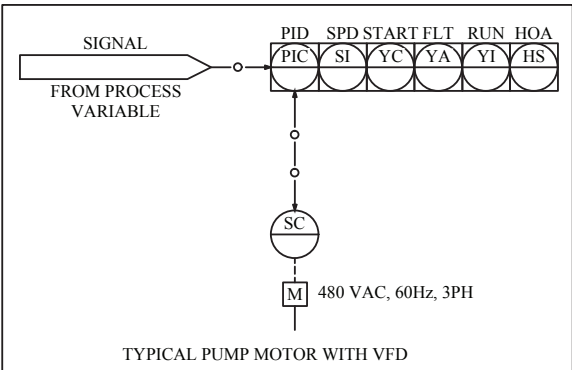 SIGNAL
FROM PROCESS
VARIABLE
PID SPD START FLT RUN HOA
PIC SI YC YA YI HS
SC
M 480 VAC, 60Hz, 3PH
TYPICAL PUMP MOTOR WITH VFD